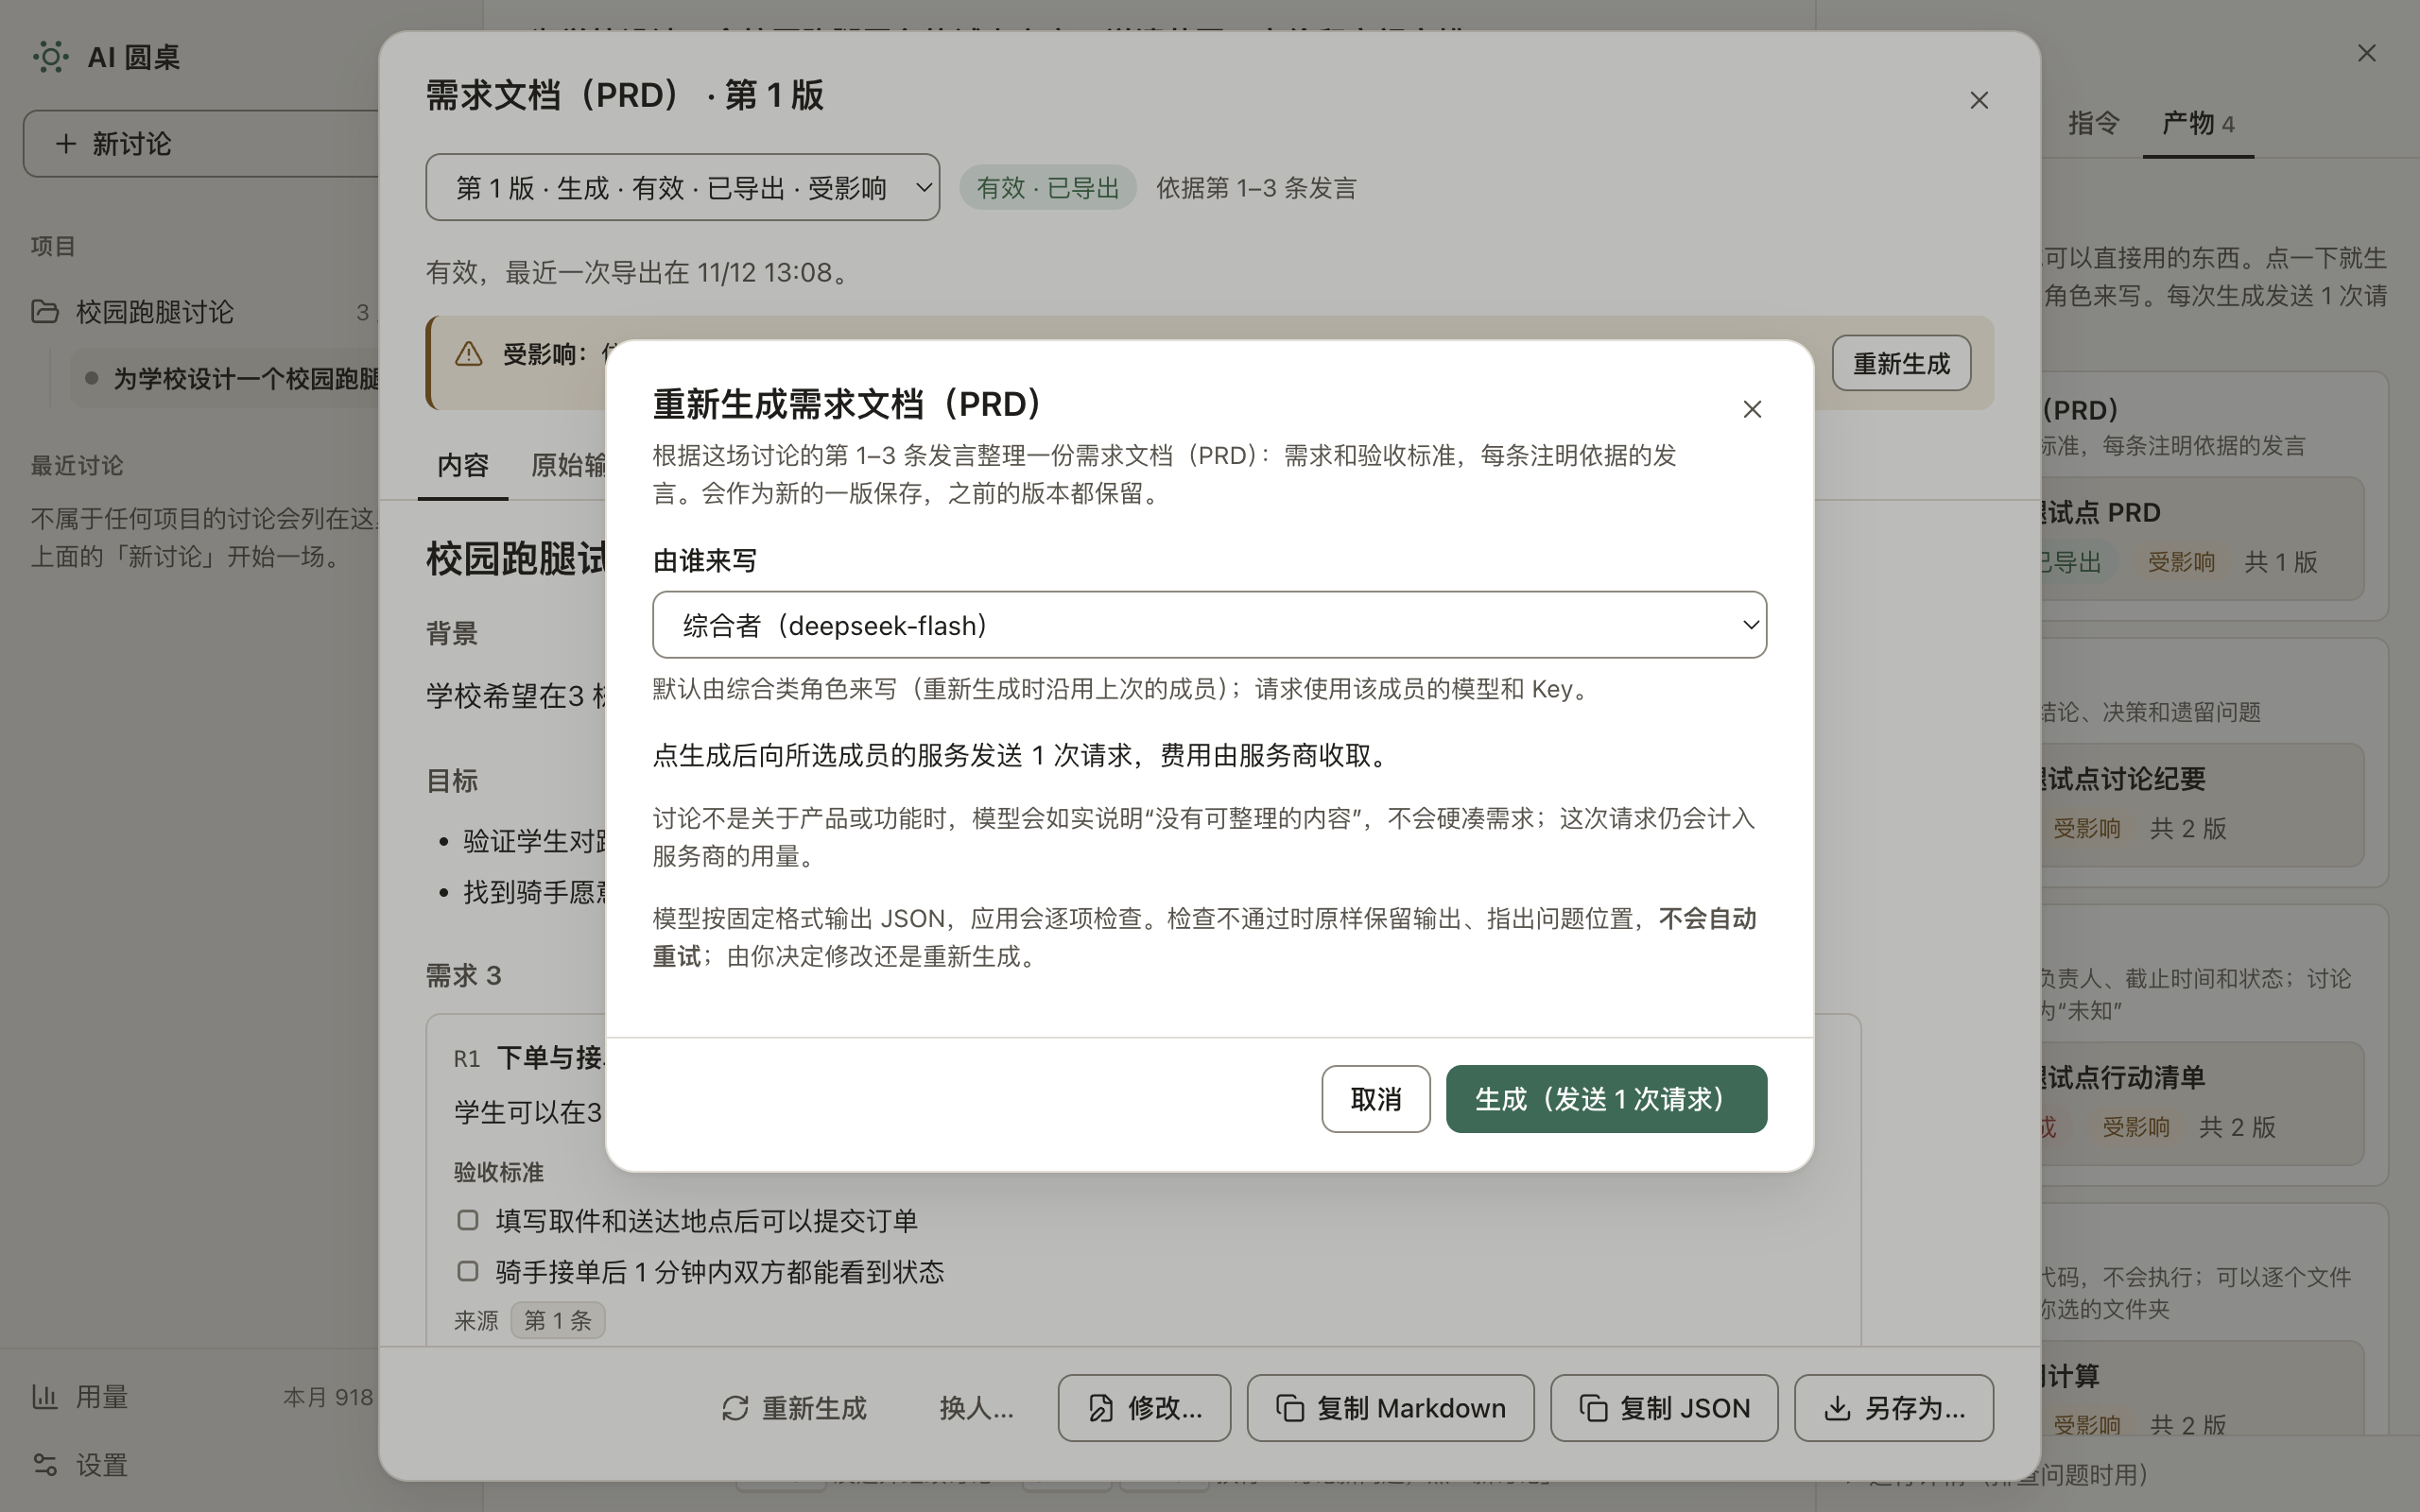 AI 圆桌
新讨论
项目
校园跑腿讨论
3
为学校设计一个校园跑腿
最近讨论
不属于任何项目的讨论会列在这
上面的「新讨论」开始一场。
用量
本月 918
设置
需求文档（PRD） · 第 1 版
第 1 版 · 生成 · 有效 · 已导出 · 受影响
有效 · 已导出
依据第 1–3 条发言
有效，最近一次导出在 11/12 13:08。
受影响：
重新生成
内容
原始输
校园跑腿试
背景
学校希望在3
目标
验证学生对跑
找到骑手愿意
需求 3
R1 下单与接
学生可以在3
验收标准
填写取件和送达地点后可以提交订单
骑手接单后 1 分钟内双方都能看到状态
来源 第 1 条
重新生成
换人...
修改...
复制 Markdown
复制 JSON
另存为...
重新生成需求文档（PRD）
根据这场讨论的第 1–3 条发言整理一份需求文档（PRD）：需求和验收标准，每条注明依据的发
言。会作为新的一版保存，之前的版本都保留。
由谁来写
综合者（deepseek-flash）
默认由综合类角色来写（重新生成时沿用上次的成员）；请求使用该成员的模型和 Key。
点生成后向所选成员的服务发送 1 次请求，费用由服务商收取。
讨论不是关于产品或功能时，模型会如实说明“没有可整理的内容”，不会硬凑需求；这次请求仍会计入
服务商的用量。
模型按固定格式输出 JSON，应用会逐项检查。检查不通过时原样保留输出、指出问题位置，不会自动
重试；由你决定修改还是重新生成。
取消
生成（发送 1 次请求）
指令
产物 4
可以直接用的东西。点一下就生
角色来写。每次生成发送 1 次请
（PRD）
标准，每条注明依据的发言
试点 PRD
已导出
受影响
共 1 版
结论、决策和遗留问题
试点讨论纪要
受影响
共 2 版
负责人、截止时间和状态；讨论
为“未知”
试点行动清单
受影响
共 2 版
代码，不会执行；可以逐个文件
你选的文件夹
计算
受影响
共 2 版
问题时用）